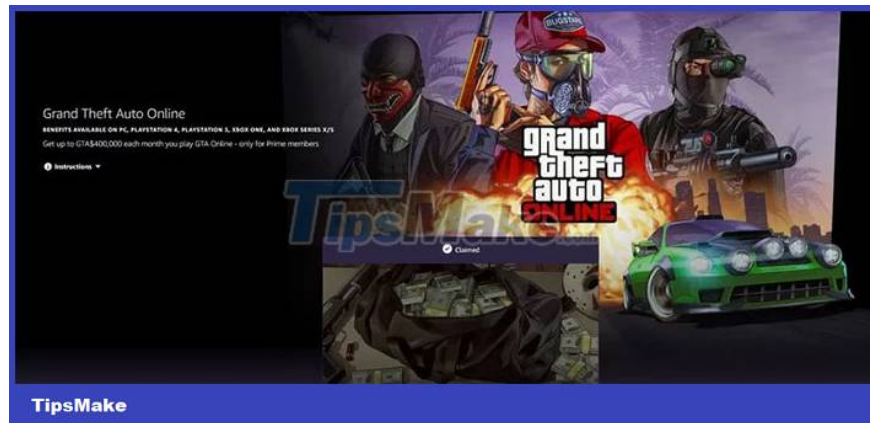 BUGSTARS
Grand Theft Auto Online
BENEFITS AVAILABLE ON PC, PLAYSTATION 4, PLAYSTATION 5, XBOX ONE, AND XBOX SERIES X/S
Get up to GTA$400,000 each month you play GTA Online - only for Prime members
Instructions
grand
theft
auto
ONLINE
TipsMake.com
Claimed
TipsMake